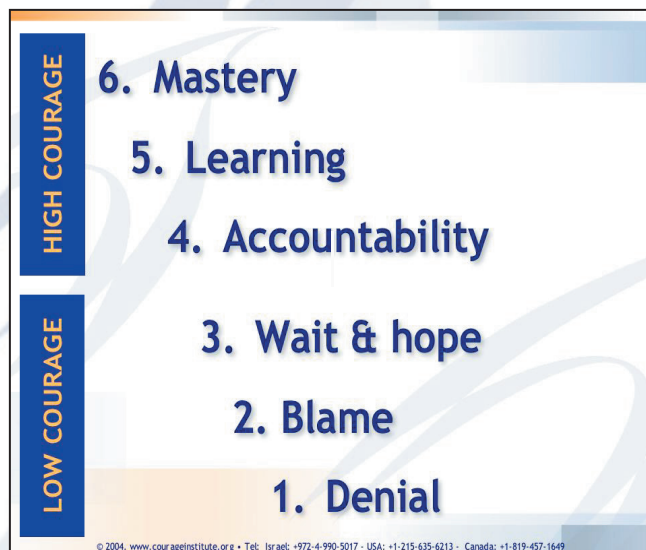 HIGH COURAGE
6. Mastery
5. Learning
4. Accountability
LOW COURAGE
3. Wait & hope
2. Blame
1. Denial
© 2004, www.courageinstitute.org • Tel: Israel: +972-4-990-5017 - USA: +1-215-635-6213 - Canada: +1-819-457-1649